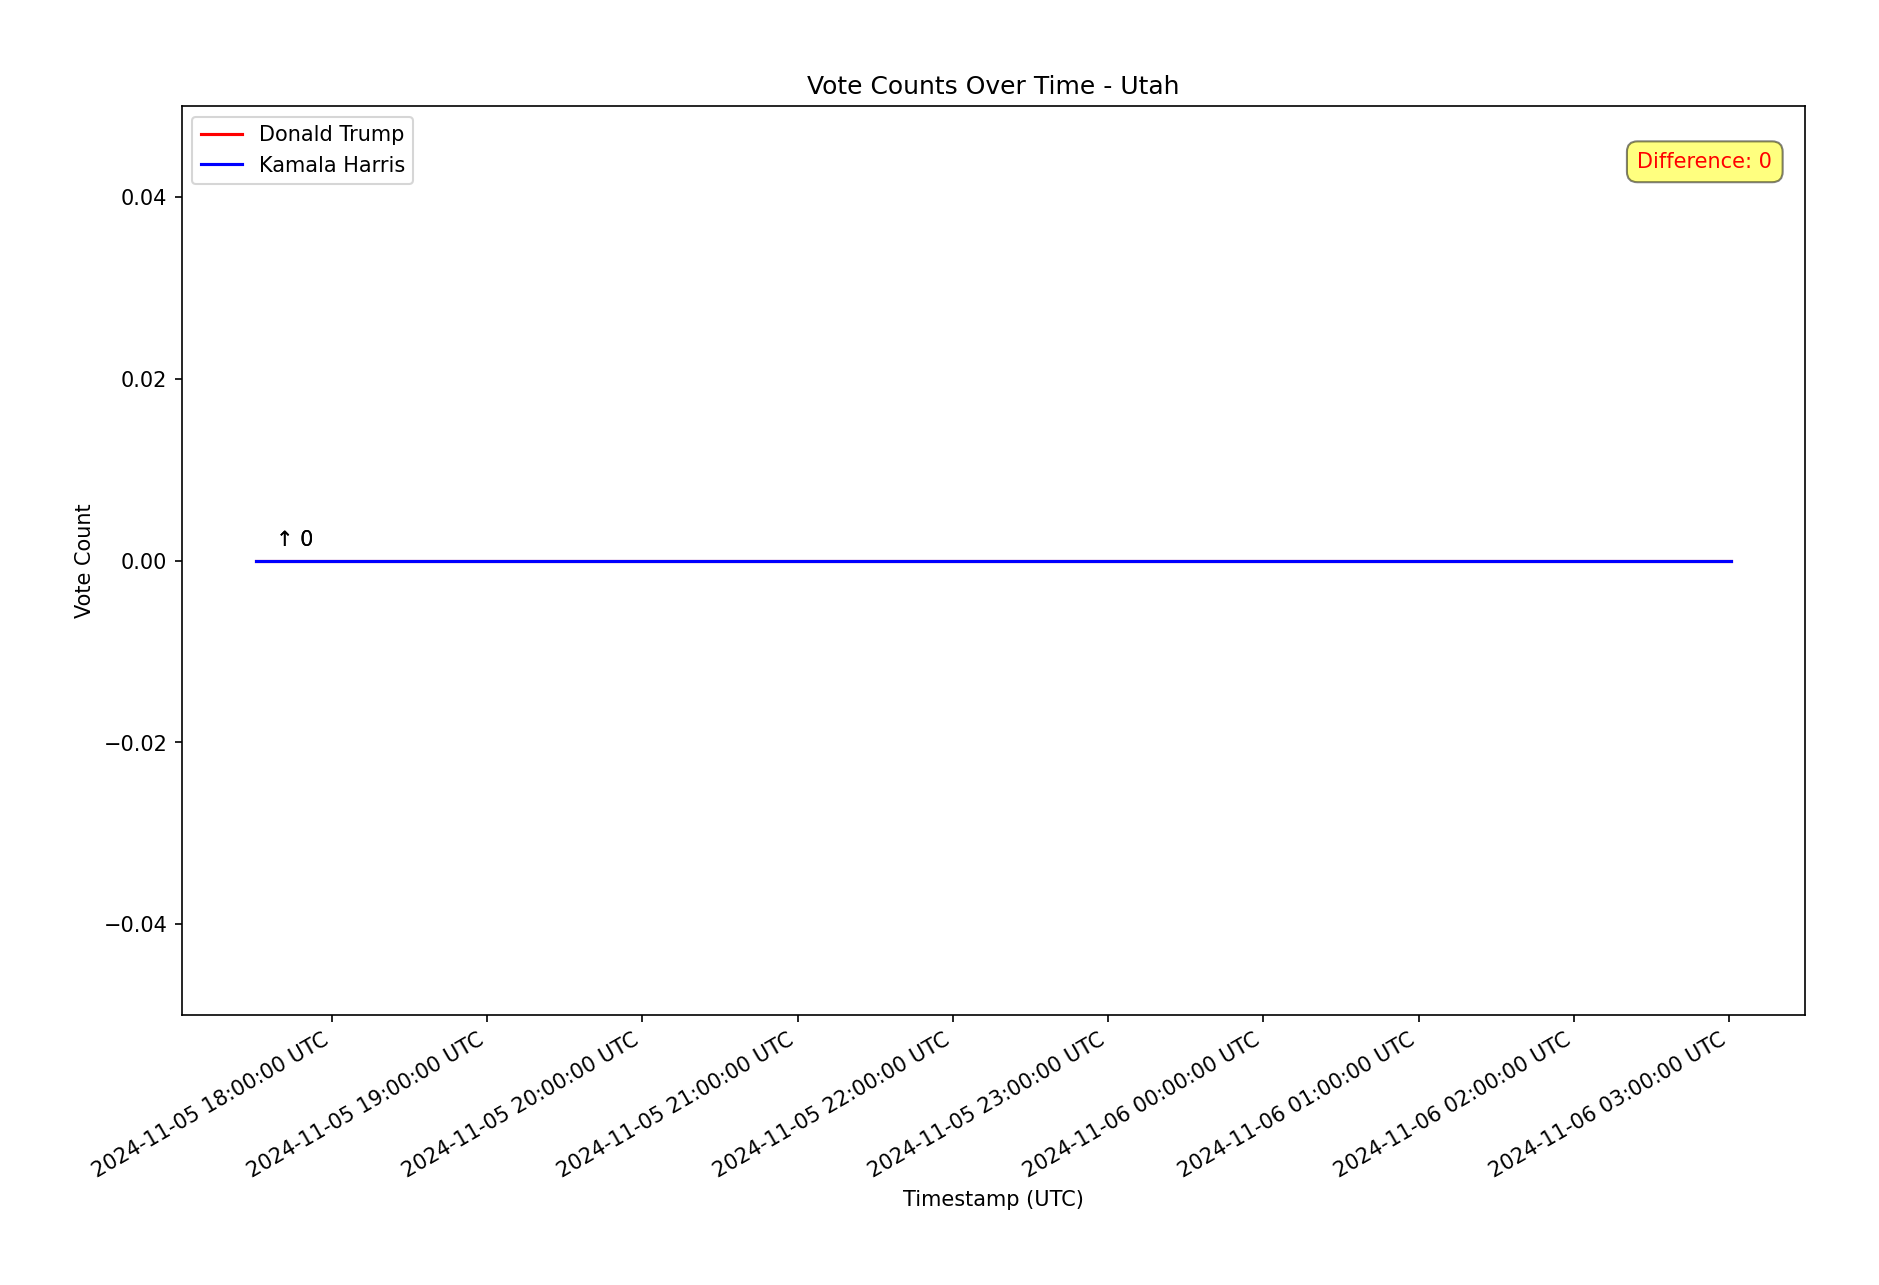 Vote Counts Over Time - Utah
Donald Trump
Kamala Harris
Difference: 0
0.04
0.02
0.00
−0.02
−0.04
Vote Count
↑ 0
2024-11-05 18:00:00 UTC
2024-11-05 19:00:00 UTC
2024-11-05 20:00:00 UTC
2024-11-05 21:00:00 UTC
2024-11-05 22:00:00 UTC
2024-11-05 23:00:00 UTC
2024-11-06 00:00:00 UTC
2024-11-06 01:00:00 UTC
2024-11-06 02:00:00 UTC
2024-11-06 03:00:00 UTC
Timestamp (UTC)